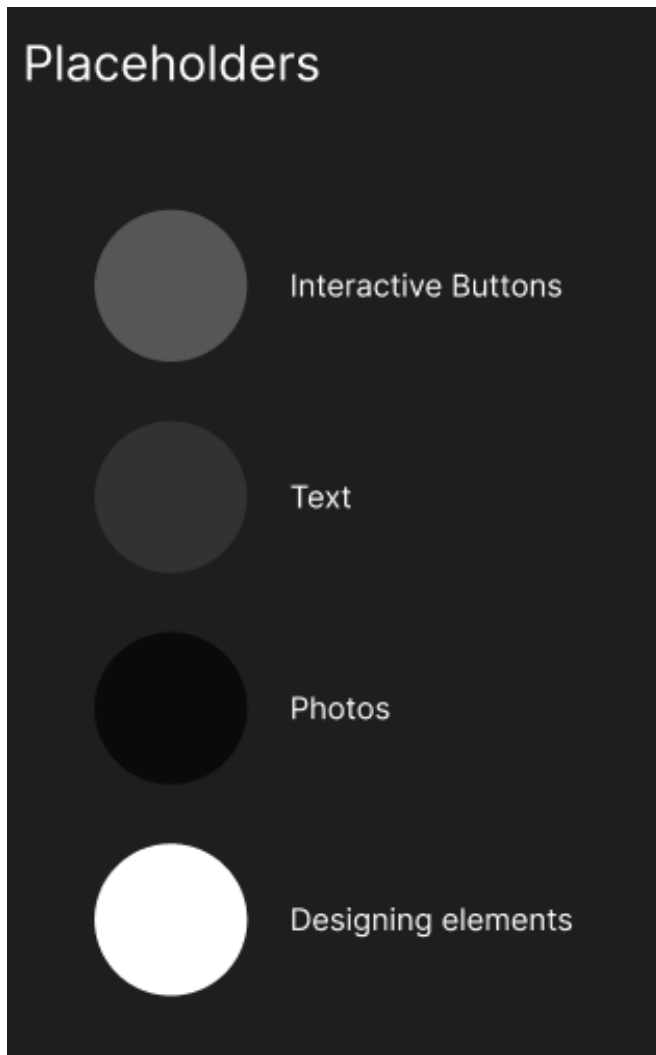 Placeholders
Interactive Buttons
Text
Photos
Designing elements